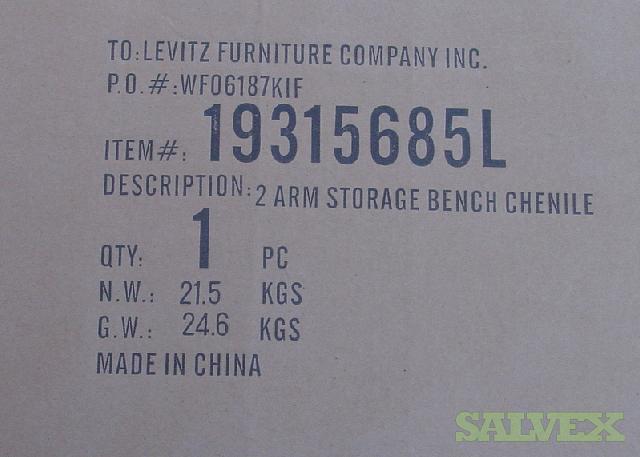 TO:LEVITZ FURNITURE COMPANY INC.
P.O.#:WF06187KIF
ITEM#: 19315685L
DESCRIPTION: 2 ARM STORAGE BENCH CHENILE
QTY: 1 PC
N.W.: 21.5 KGS
G.W.: 24.6 KGS
MADE IN CHINA
SALVEX